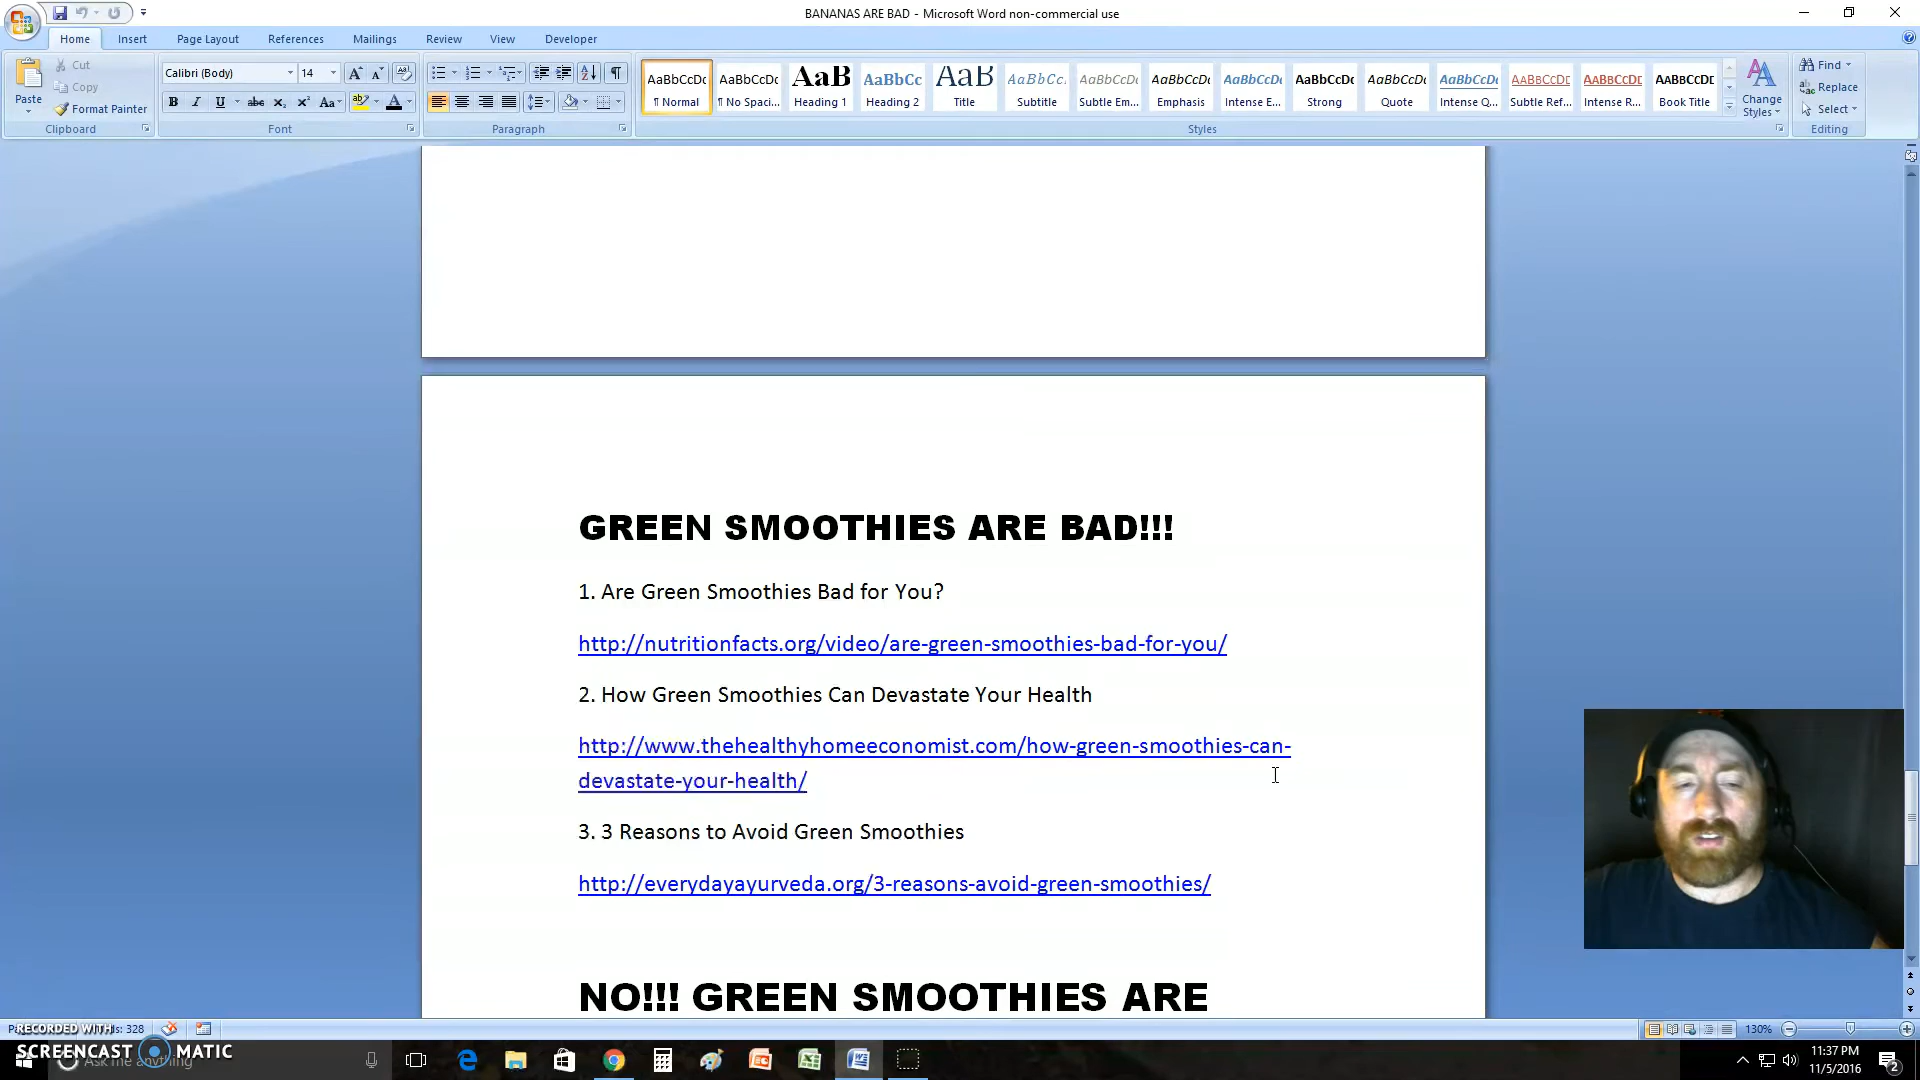 BANANAS ARE BAD - Microsoft Word non-commercial use
Home Insert Page Layout References Mailings Review View Developer
Paste
Cut
Copy
Format Painter
Clipboard
Calibri (Body) 14
Font
Paragraph
AaBbCcDc AaBbCcDc AaB AaBbCc AaB AaBbCc. AaBbCcDc AaBbCcDc AaBbCcDc AaBbCcDc AaBbCcDc AaBbCcDc AABBCCDD AABBCCDD AABBCCDD
¶ Normal ¶ No Spaci... Heading 1 Heading 2 Title Subtitle Subtle Em... Emphasis Intense E... Strong Quote Intense Q... Subtle Ref... Intense R... Book Title
Change Styles
Styles
Find
Replace
Select
Editing
GREEN SMOOTHIES ARE BAD!!!
1. Are Green Smoothies Bad for You?
http://nutritionfacts.org/video/are-green-smoothies-bad-for-you/
2. How Green Smoothies Can Devastate Your Health
http://www.thehealthyhomeeconomist.com/how-green-smoothies-can-
devastate-your-health/
3. 3 Reasons to Avoid Green Smoothies
http://everydayayurveda.org/3-reasons-avoid-green-smoothies/
NO!!! GREEN SMOOTHIES ARE
RECORDED WITH
328
130%
SCREENCAST MATIC
Ask me anything
11:37 PM
11/5/2016
2